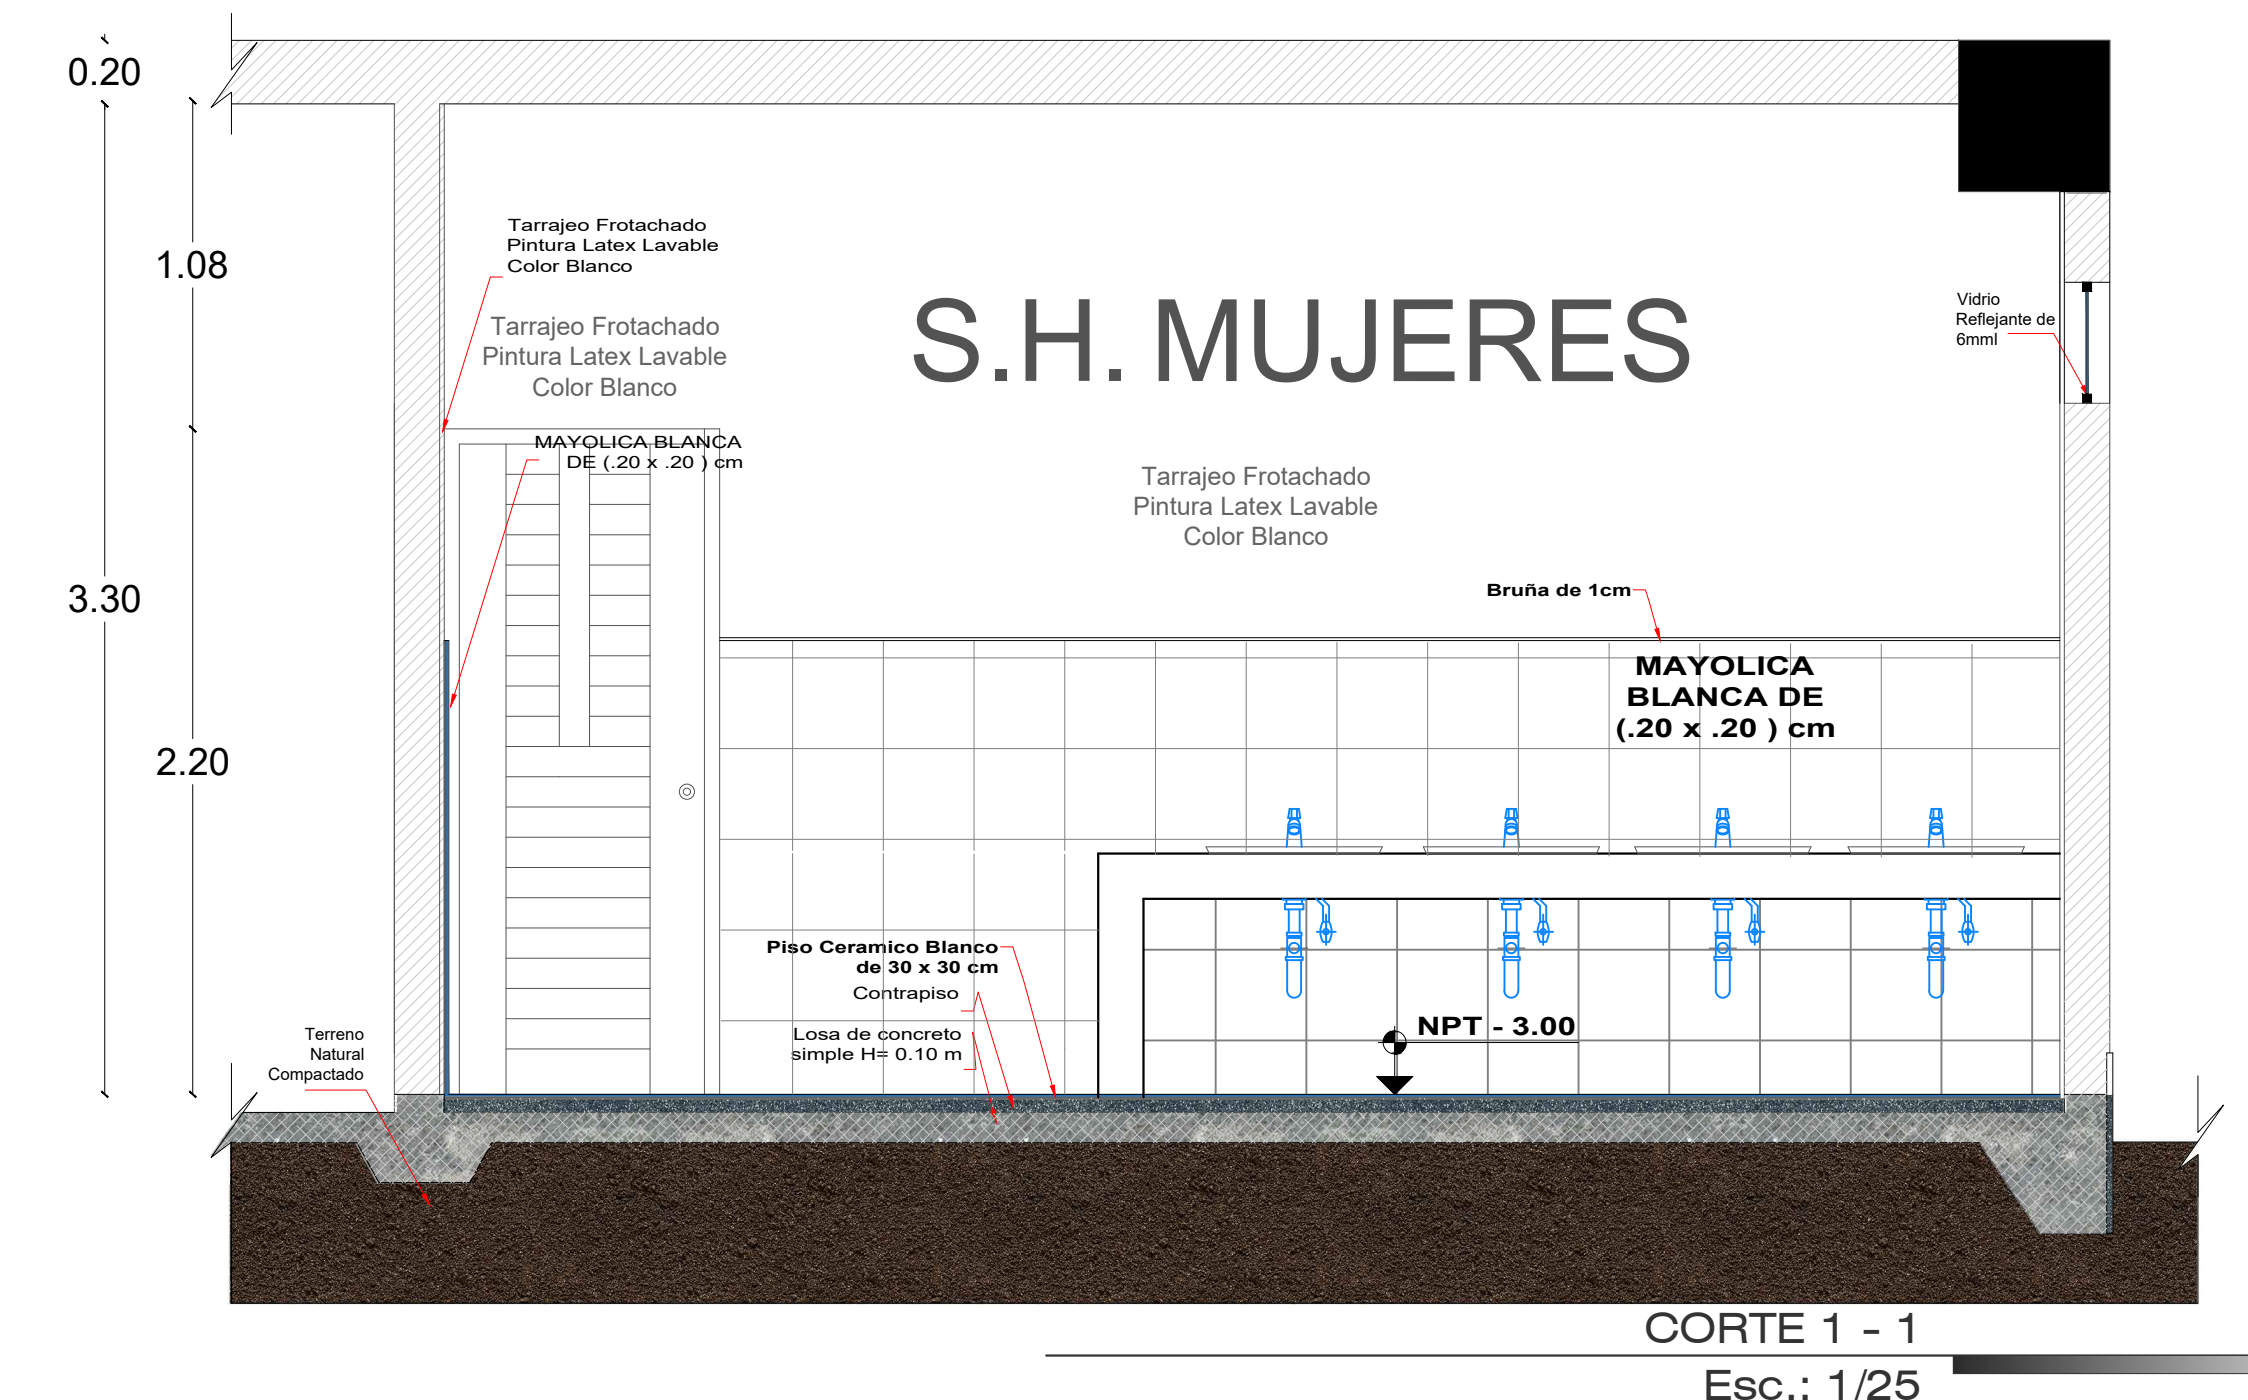 0.20
1.08
3.30
2.20
Tarrajeo Frotachado
Pintura Latex Lavable
Color Blanco
Tarrajeo Frotachado
Pintura Latex Lavable
Color Blanco
S.H. MUJERES
Vidrio
Reflejante de
6mml
MAYOLICA BLANCA
DE (.20 x .20 ) cm
Tarrajeo Frotachado
Pintura Latex Lavable
Color Blanco
Bruña de 1cm
MAYOLICA
BLANCA DE
(.20 x .20 ) cm
Piso Ceramico Blanco
de 30 x 30 cm
Contrapiso
Losa de concreto
simple H= 0.10 m
NPT - 3.00
Terreno
Natural
Compactado
CORTE 1 - 1
Esc.: 1/25